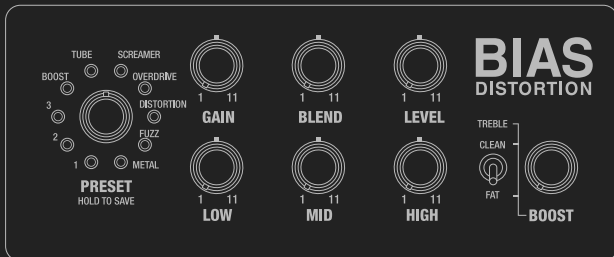 TUBE SCREAMER
BOOST OVERDRIVE
3 DISTORTION
2 FUZZ
1 METAL
PRESET
HOLD TO SAVE
1 11 1 11 1 11
GAIN BLEND LEVEL
1 11 1 11 1 11
LOW MID HIGH
BIAS
DISTORTION
TREBLE
CLEAN
FAT
BOOST